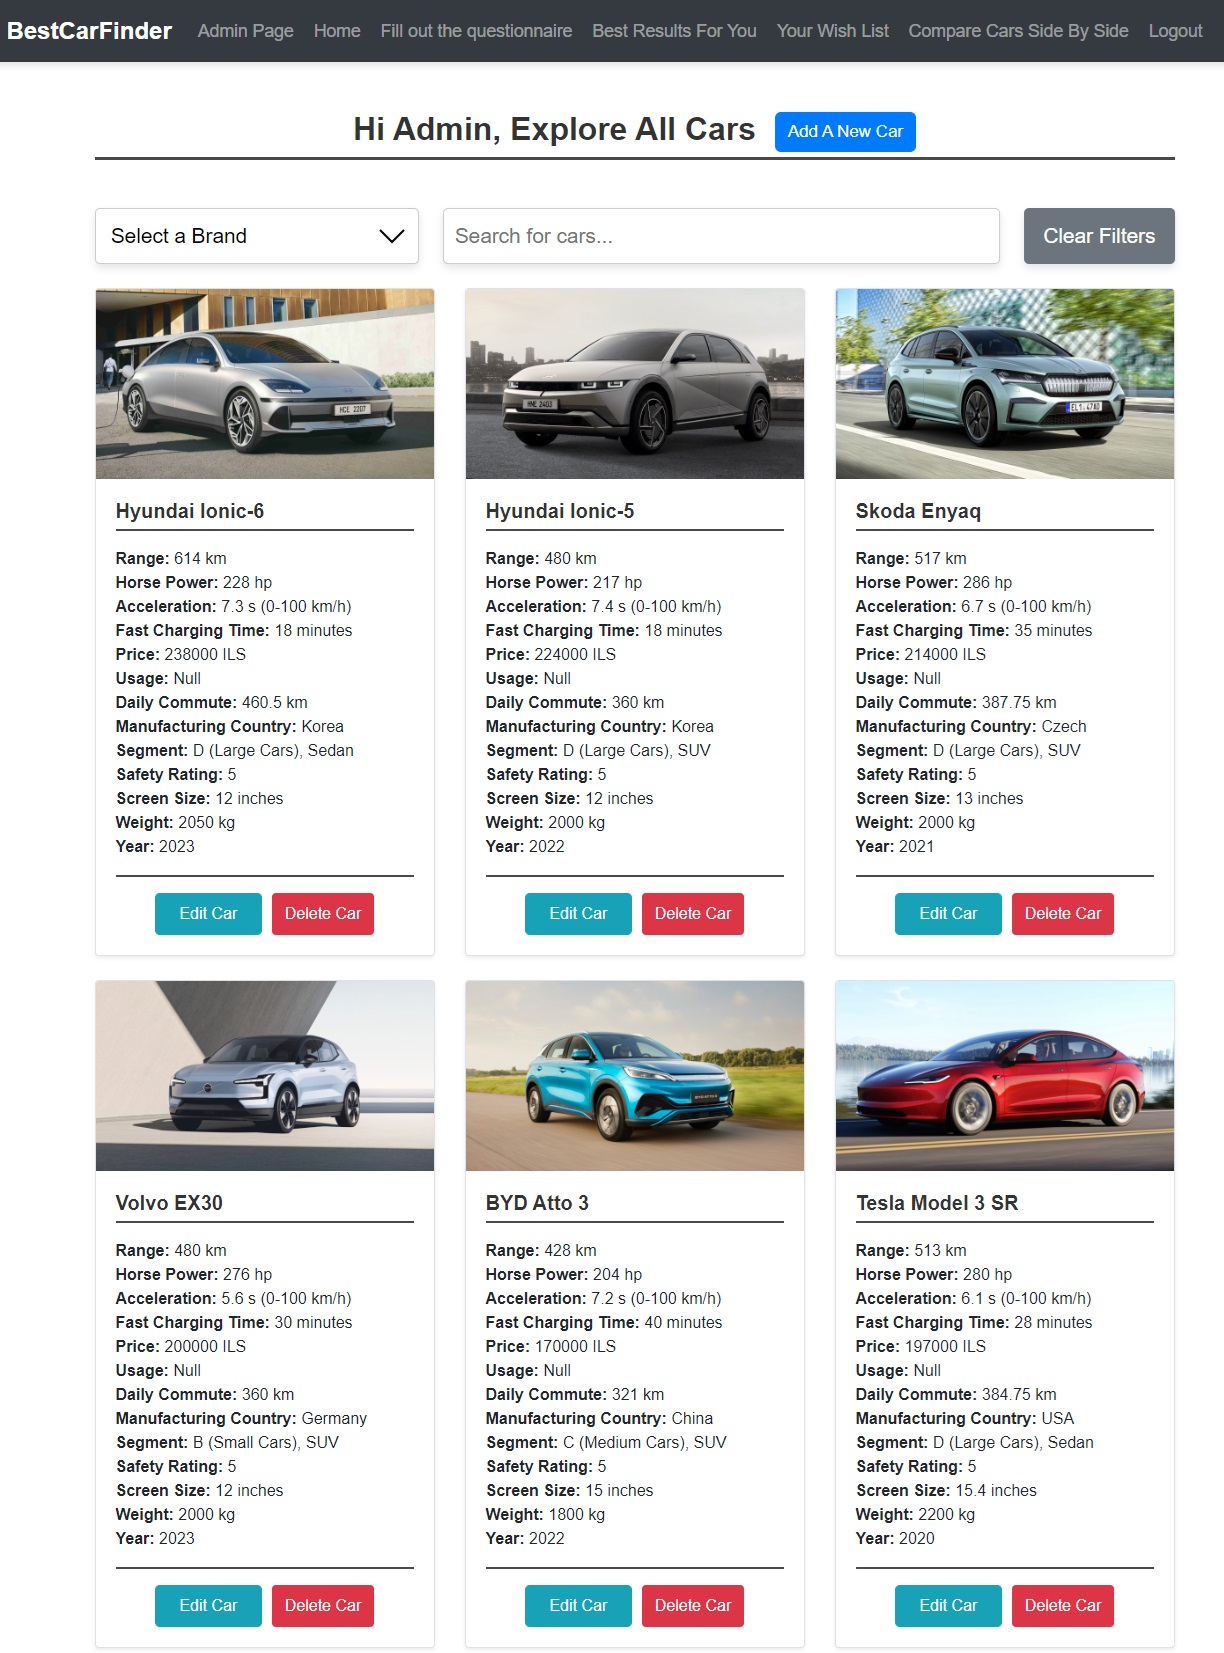 BestCarFinder Admin Page Home Fill out the questionnaire Best Results For You Your Wish List Compare Cars Side By Side Logout
Hi Admin, Explore All Cars Add A New Car
Select a Brand Search for cars... Clear Filters
HCE 2207
Hyundai Ionic-6
Range: 614 km
Horse Power: 228 hp
Acceleration: 7.3 s (0-100 km/h)
Fast Charging Time: 18 minutes
Price: 238000 ILS
Usage: Null
Daily Commute: 460.5 km
Manufacturing Country: Korea
Segment: D (Large Cars), Sedan
Safety Rating: 5
Screen Size: 12 inches
Weight: 2050 kg
Year: 2023
Edit Car Delete Car
Hyundai Ionic-5
Range: 480 km
Horse Power: 217 hp
Acceleration: 7.4 s (0-100 km/h)
Fast Charging Time: 18 minutes
Price: 224000 ILS
Usage: Null
Daily Commute: 360 km
Manufacturing Country: Korea
Segment: D (Large Cars), SUV
Safety Rating: 5
Screen Size: 12 inches
Weight: 2000 kg
Year: 2022
Edit Car Delete Car
Skoda Enyaq
Range: 517 km
Horse Power: 286 hp
Acceleration: 6.7 s (0-100 km/h)
Fast Charging Time: 35 minutes
Price: 214000 ILS
Usage: Null
Daily Commute: 387.75 km
Manufacturing Country: Czech
Segment: D (Large Cars), SUV
Safety Rating: 5
Screen Size: 13 inches
Weight: 2000 kg
Year: 2021
Edit Car Delete Car
Volvo EX30
Range: 480 km
Horse Power: 276 hp
Acceleration: 5.6 s (0-100 km/h)
Fast Charging Time: 30 minutes
Price: 200000 ILS
Usage: Null
Daily Commute: 360 km
Manufacturing Country: Germany
Segment: B (Small Cars), SUV
Safety Rating: 5
Screen Size: 12 inches
Weight: 2000 kg
Year: 2023
Edit Car Delete Car
BYD Atto 3
Range: 428 km
Horse Power: 204 hp
Acceleration: 7.2 s (0-100 km/h)
Fast Charging Time: 40 minutes
Price: 170000 ILS
Usage: Null
Daily Commute: 321 km
Manufacturing Country: China
Segment: C (Medium Cars), SUV
Safety Rating: 5
Screen Size: 15 inches
Weight: 1800 kg
Year: 2022
Edit Car Delete Car
Tesla Model 3 SR
Range: 513 km
Horse Power: 280 hp
Acceleration: 6.1 s (0-100 km/h)
Fast Charging Time: 28 minutes
Price: 197000 ILS
Usage: Null
Daily Commute: 384.75 km
Manufacturing Country: USA
Segment: D (Large Cars), Sedan
Safety Rating: 5
Screen Size: 15.4 inches
Weight: 2200 kg
Year: 2020
Edit Car Delete Car